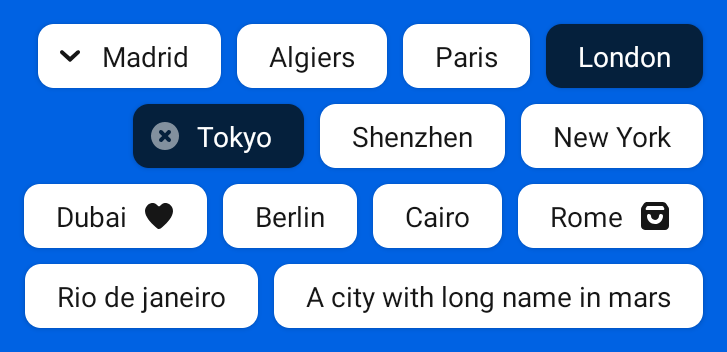 Madrid Algiers Paris London
Tokyo Shenzhen New York
Dubai Berlin Cairo Rome
Rio de janeiro A city with long name in mars